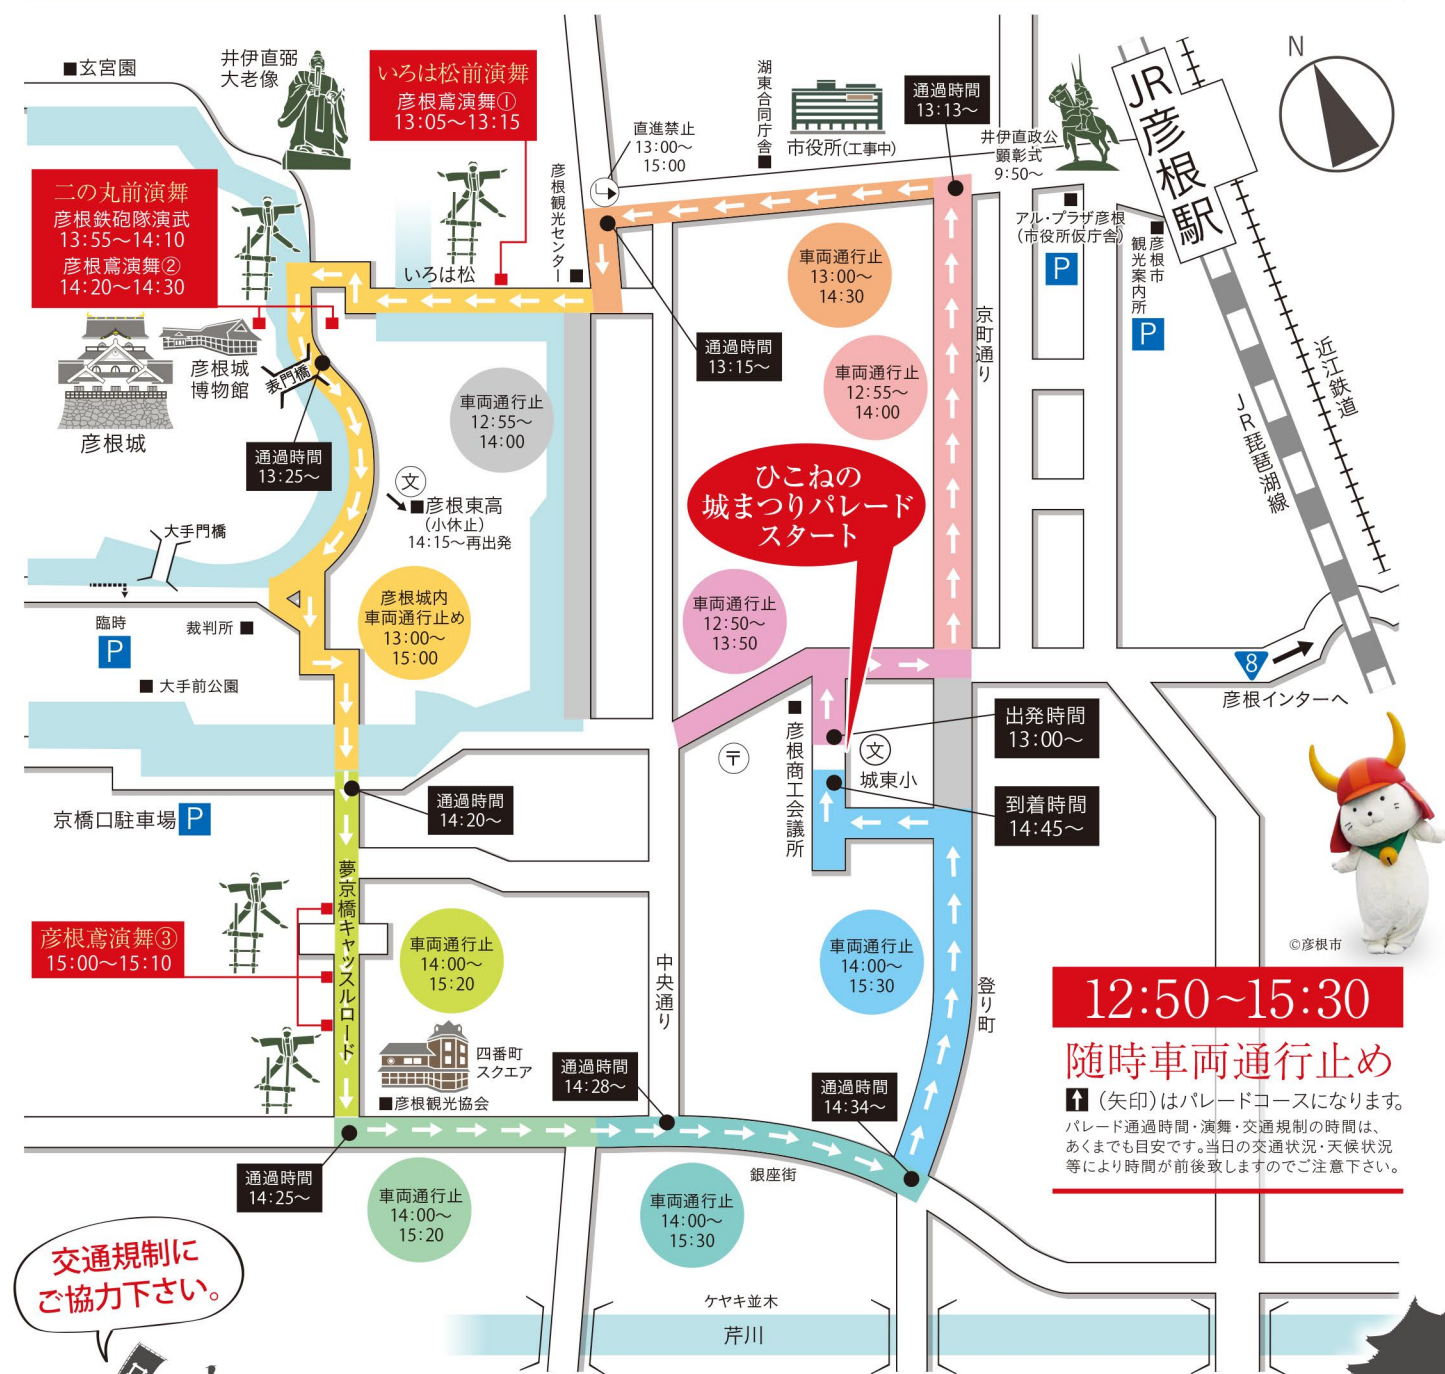 ■玄宮園
井伊直弼
大老像
いろは松前演舞
彦根鳶演舞①
13:05〜13:15
直進禁止
13:00〜
15:00
湖東合同庁舎■
市役所(工事中)
通過時間
13:13〜
井伊直政公
顕彰式
9:50〜
JR彦根駅
N
二の丸前演舞
彦根鉄砲隊演武
13:55〜14:10
彦根鳶演舞②
14:20〜14:30
彦根観光センター■
いろは松
■
アル・プラザ彦根
(市役所仮庁舎)
P
■彦根市
観光案内所
P
車両通行止
13:00〜
14:30
京町通り
通過時間
13:15〜
車両通行止
12:55〜
14:00
近江鉄道
JR琵琶湖線
彦根城
博物館
彦根城
表門橋
車両通行止
12:55〜
14:00
通過時間
13:25〜
文
■彦根東高
(小休止)
14:15〜再出発
ひこねの
城まつりパレード
スタート
大手門橋
臨時
P
裁判所■
■大手前公園
彦根城内
車両通行止め
13:00〜
15:00
車両通行止
12:50〜
13:50
8
彦根インターへ
■彦根商工会議所
〒
文
城東小
出発時間
13:00〜
到着時間
14:45〜
京橋口駐車場P
通過時間
14:20〜
夢京橋キャッスルロード
彦根鳶演舞③
15:00〜15:10
車両通行止
14:00〜
15:20
中央通り
車両通行止
14:00〜
15:30
登り町
©彦根市
12:50〜15:30
随時車両通行止め
(矢印)はパレードコースになります。
パレード通過時間・演舞・交通規制の時間は、
あくまでも目安です。当日の交通状況・天候状況
等により時間が前後致しますのでご注意下さい。
四番町
スクエア
■彦根観光協会
通過時間
14:28〜
通過時間
14:34〜
通過時間
14:25〜
銀座街
車両通行止
14:00〜
15:20
車両通行止
14:00〜
15:30
交通規制に
ご協力下さい。
ケヤキ並木
芹川